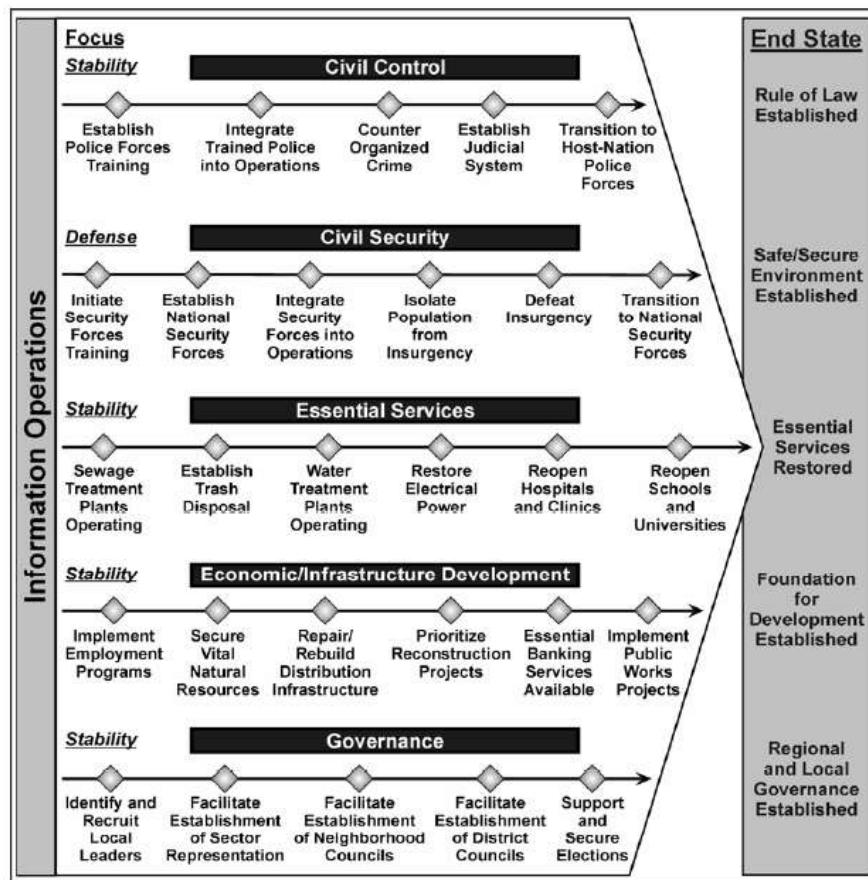 Information Operations
Focus
Stability
Civil Control
Establish
Police Forces
Training
Integrate
Trained Police
into Operations
Counter
Organized
Crime
Establish
Judicial
System
Transition to
Host-Nation
Police
Forces
Defense
Civil Security
Initiate
Security
Forces
Training
Establish
National
Security
Forces
Integrate
Security
Forces into
Operations
Isolate
Population
from
Insurgency
Defeat
Insurgency
Transition
to National
Security
Forces
Stability
Essential Services
Sewage
Treatment
Plants
Operating
Establish
Trash
Disposal
Water
Treatment
Plants
Operating
Restore
Electrical
Power
Reopen
Hospitals
and Clinics
Reopen
Schools
and
Universities
Stability
Economic/Infrastructure Development
Implement
Employment
Programs
Secure
Vital
Natural
Resources
Repair/
Rebuild
Distribution
Infrastructure
Prioritize
Reconstruction
Projects
Essential
Banking
Services
Available
Implement
Public
Works
Projects
Stability
Governance
Identify and
Recruit
Local
Leaders
Facilitate
Establishment
of Sector
Representation
Facilitate
Establishment
of Neighborhood
Councils
Facilitate
Establishment
of District
Councils
Support
and
Secure
Elections
End State
Rule of Law
Established
Safe/Secure
Environment
Established
Essential
Services
Restored
Foundation
for
Development
Established
Regional
and Local
Governance
Established